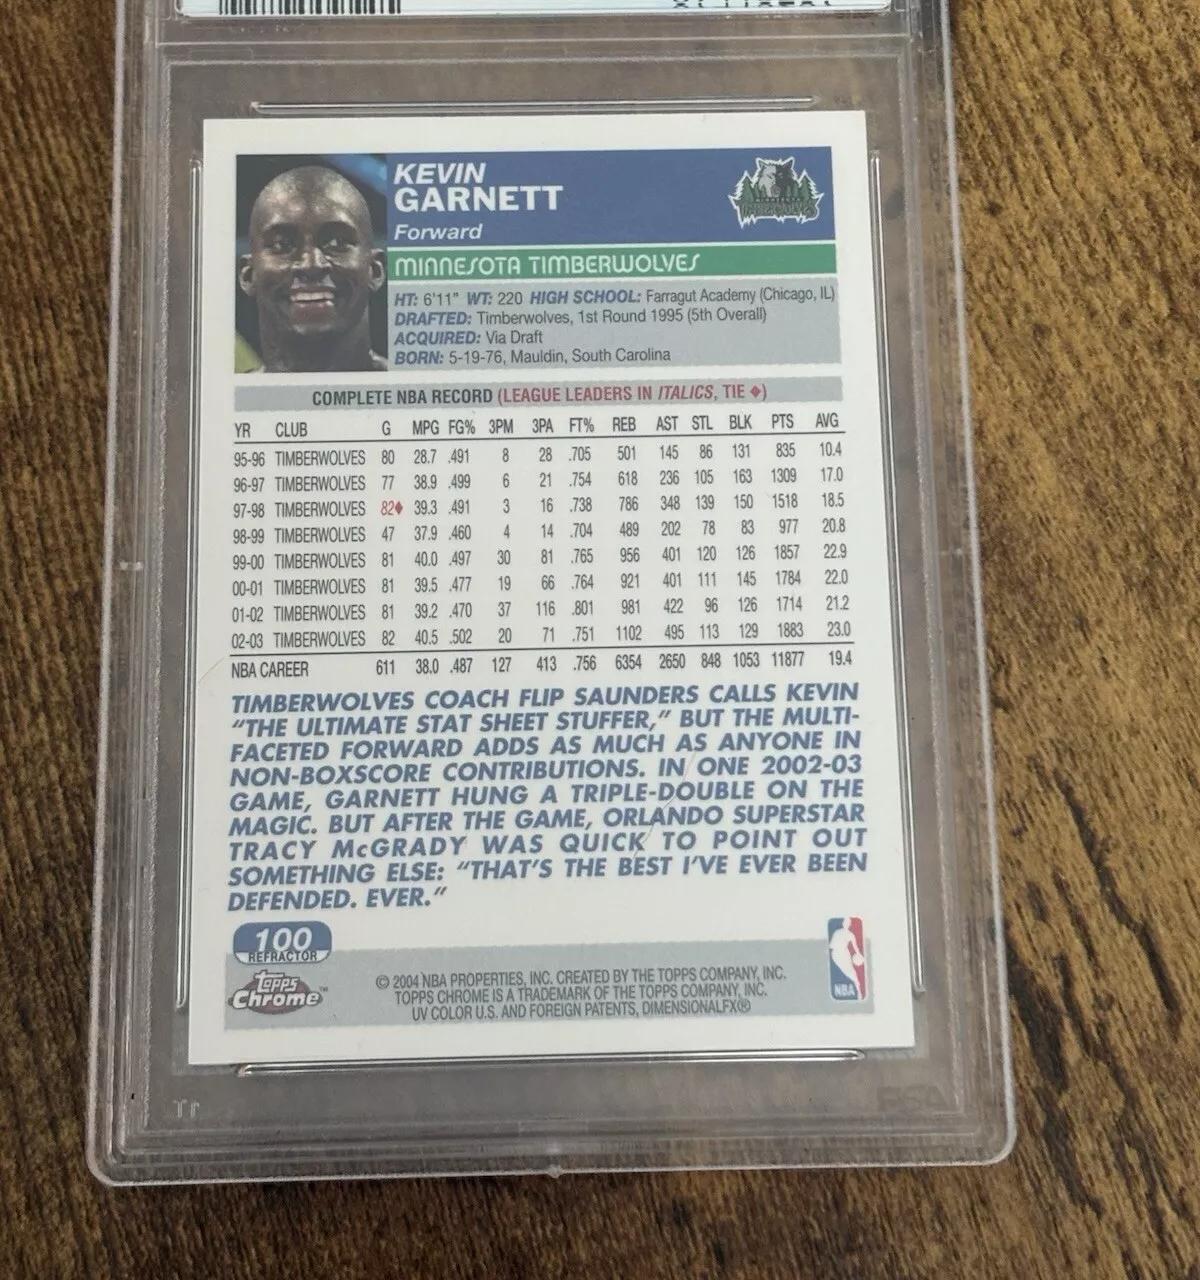 KEVIN
GARNETT
Forward
MINNESOTA TIMBERWOLVES
HT: 6'11" WT: 220 HIGH SCHOOL: Farragut Academy (Chicago, IL)
DRAFTED: Timberwolves, 1st Round 1995 (5th Overall)
ACQUIRED: Via Draft
BORN: 5-19-76, Mauldin, South Carolina
COMPLETE NBA RECORD (LEAGUE LEADERS IN ITALICS, TIE ♦)
YR CLUB G MPG FG% 3PM 3PA FT% REB AST STL BLK PTS AVG
95-96 TIMBERWOLVES 80 28.7 .491 8 28 .705 501 145 86 131 835 10.4
96-97 TIMBERWOLVES 77 38.9 .499 6 21 .754 618 236 105 163 1309 17.0
97-98 TIMBERWOLVES 82♦ 39.3 .491 3 16 .738 786 348 139 150 1518 18.5
98-99 TIMBERWOLVES 47 37.9 .460 4 14 .704 489 202 78 83 977 20.8
99-00 TIMBERWOLVES 81 40.0 .497 30 81 .765 956 401 120 126 1857 22.9
00-01 TIMBERWOLVES 81 39.5 .477 19 66 .764 921 401 111 145 1784 22.0
01-02 TIMBERWOLVES 81 39.2 .470 37 116 .801 981 422 96 126 1714 21.2
02-03 TIMBERWOLVES 82 40.5 .502 20 71 .751 1102 495 113 129 1883 23.0
NBA CAREER 611 38.0 .487 127 413 .756 6354 2650 848 1053 11877 19.4
TIMBERWOLVES COACH FLIP SAUNDERS CALLS KEVIN
“THE ULTIMATE STAT SHEET STUFFER,” BUT THE MULTI-
FACETED FORWARD ADDS AS MUCH AS ANYONE IN
NON-BOXSCORE CONTRIBUTIONS. IN ONE 2002-03
GAME, GARNETT HUNG A TRIPLE-DOUBLE ON THE
MAGIC. BUT AFTER THE GAME, ORLANDO SUPERSTAR
TRACY McGRADY WAS QUICK TO POINT OUT
SOMETHING ELSE: “THAT'S THE BEST I'VE EVER BEEN
DEFENDED. EVER.”
100
REFRACTOR
Topps
Chrome™
© 2004 NBA PROPERTIES, INC. CREATED BY THE TOPPS COMPANY, INC.
TOPPS CHROME IS A TRADEMARK OF THE TOPPS COMPANY, INC.
UV COLOR U.S. AND FOREIGN PATENTS, DIMENSIONALFX®
NBA
PSA